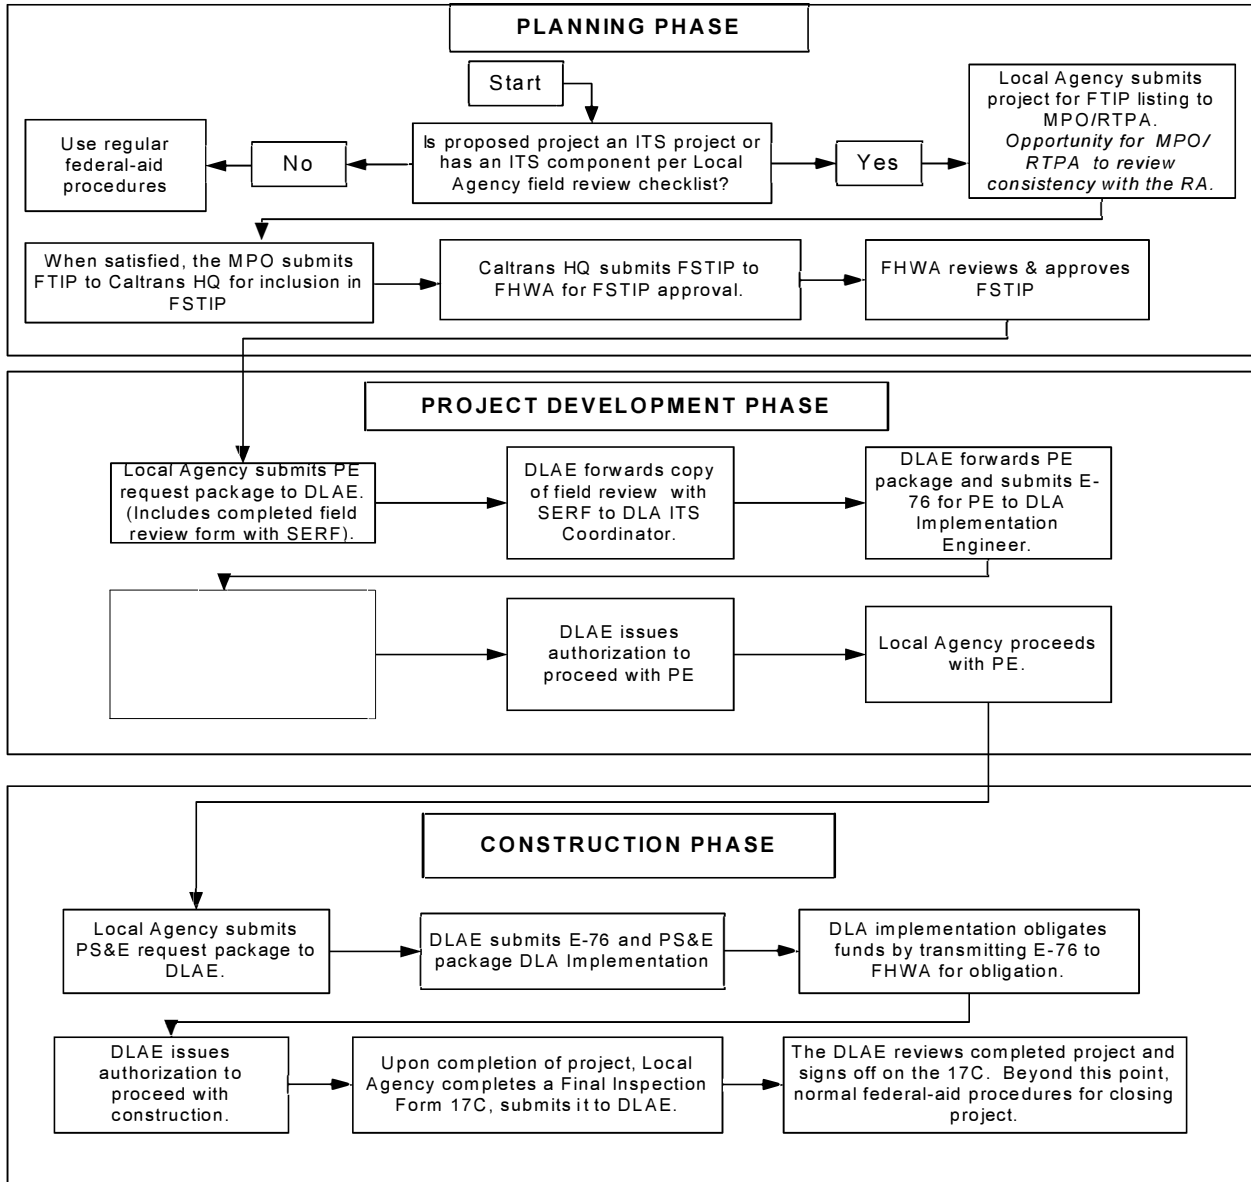 PLANNING PHASE
Start
Is proposed project an ITS project or
has an ITS component per Local
Agency field review checklist?
No
Use regular
federal-aid
procedures
Yes
Local Agency submits
project for FTIP listing to
MPO/RTPA.
Opportunity for MPO/
RTPA to review
consistency with the RA.
When satisfied, the MPO submits
FTIP to Caltrans HQ for inclusion in
FSTIP
Caltrans HQ submits FSTIP to
FHWA for FSTIP approval.
FHWA reviews & approves
FSTIP
PROJECT DEVELOPMENT PHASE
Local Agency submits PE
request package to DLAE.
(Includes completed field
review form with SERF).
DLAE forwards copy
of field review with
SERF to DLA ITS
Coordinator.
DLAE forwards PE
package and submits E-
76 for PE to DLA
Implementation
Engineer.
DLAE issues
authorization to
proceed with PE
Local Agency proceeds
with PE.
CONSTRUCTION PHASE
Local Agency submits
PS&E request package to
DLAE.
DLAE submits E-76 and PS&E
package DLA Implementation
DLA implementation obligates
funds by transmitting E-76 to
FHWA for obligation.
DLAE issues
authorization to
proceed with
construction.
Upon completion of project, Local
Agency completes a Final Inspection
Form 17C, submits it to DLAE.
The DLAE reviews completed project and
signs off on the 17C. Beyond this point,
normal federal-aid procedures for closing
project.